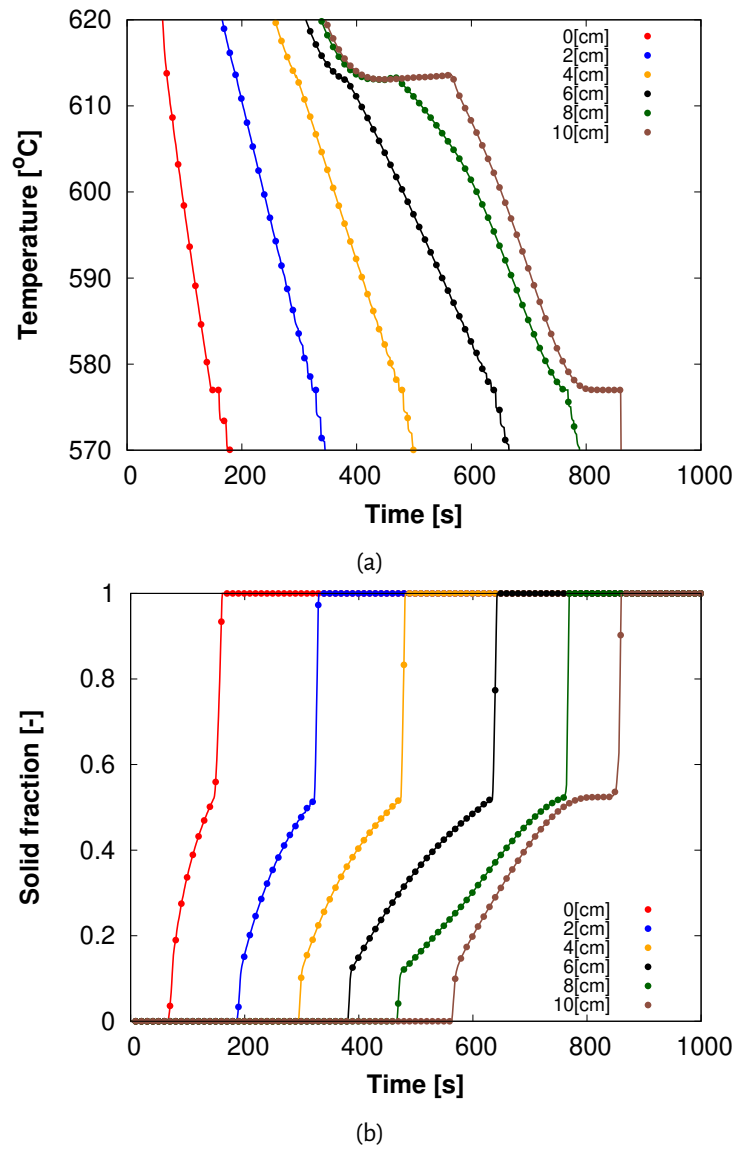 620
610
600
590
580
570
Temperature [°C]
0[cm]
2[cm]
4[cm]
6[cm]
8[cm]
10[cm]
0 200 400 600 800 1000
Time [s]
(a)
1
0.8
0.6
0.4
0.2
0
Solid fraction [-]
0[cm]
2[cm]
4[cm]
6[cm]
8[cm]
10[cm]
0 200 400 600 800 1000
Time [s]
(b)